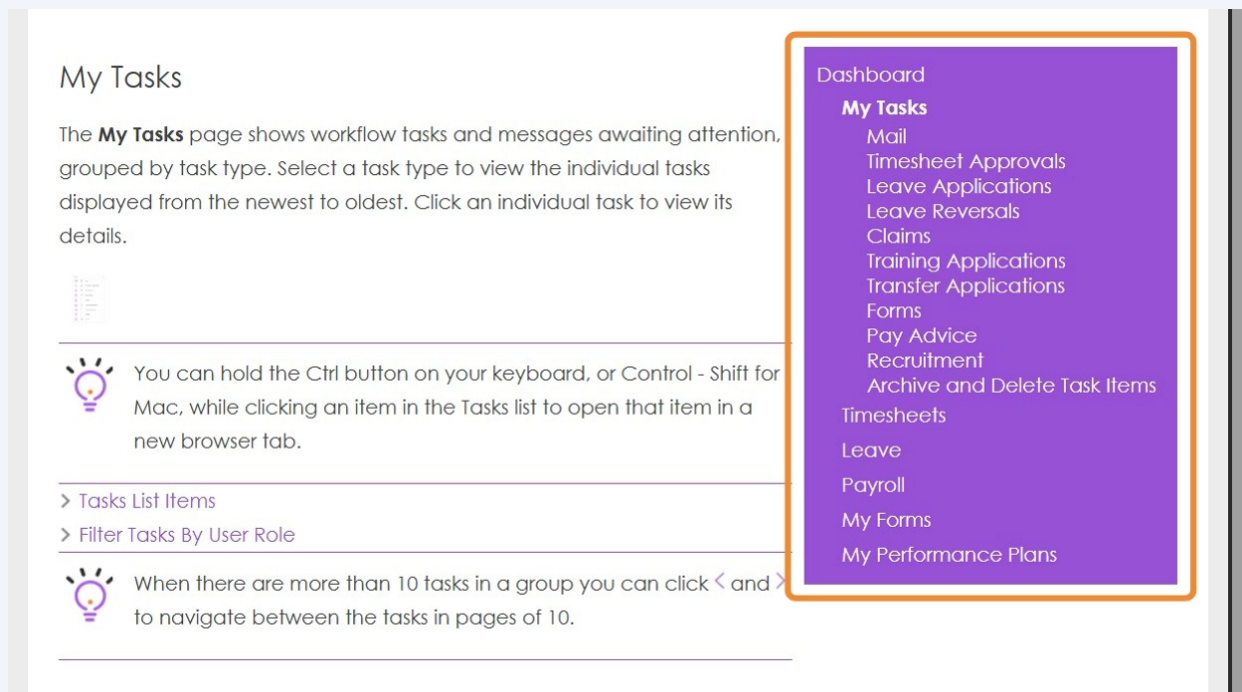 My Tasks
The My Tasks page shows workflow tasks and messages awaiting attention,
grouped by task type. Select a task type to view the individual tasks
displayed from the newest to oldest. Click an individual task to view its
details.
You can hold the Ctrl button on your keyboard, or Control - Shift for
Mac, while clicking an item in the Tasks list to open that item in a
new browser tab.
> Tasks List Items
> Filter Tasks By User Role
When there are more than 10 tasks in a group you can click < and >
to navigate between the tasks in pages of 10.
Dashboard
My Tasks
Mail
Timesheet Approvals
Leave Applications
Leave Reversals
Claims
Training Applications
Transfer Applications
Forms
Pay Advice
Recruitment
Archive and Delete Task Items
Timesheets
Leave
Payroll
My Forms
My Performance Plans